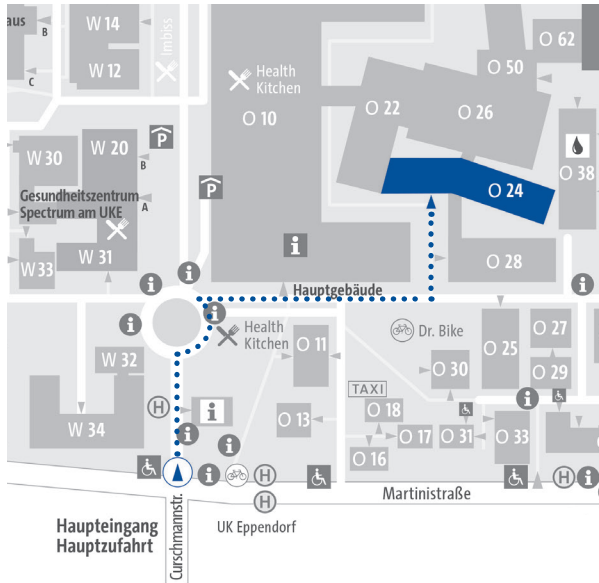 aus
B
C
W 14
W 12
Imbiss
Health
Kitchen
O 10
O 22
O 50
O 62
O 26
O 38
O 24
O 28
W 30
W 20
B
A
P
P
Gesundheitszentrum
Spectrum am UKE
W 33
W 31
i
Hauptgebäude
i
i
i
i
i
Health
Kitchen
O 11
Dr. Bike
O 25
O 27
O 29
O 30
W 32
H
i
W 34
O 13
TAXI
O 18
O 17
O 16
O 31
O 33
i
i
i
i
H
H
H
i
Martinistraße
Haupteingang
Hauptzufahrt
Curschmannstr.
UK Eppendorf